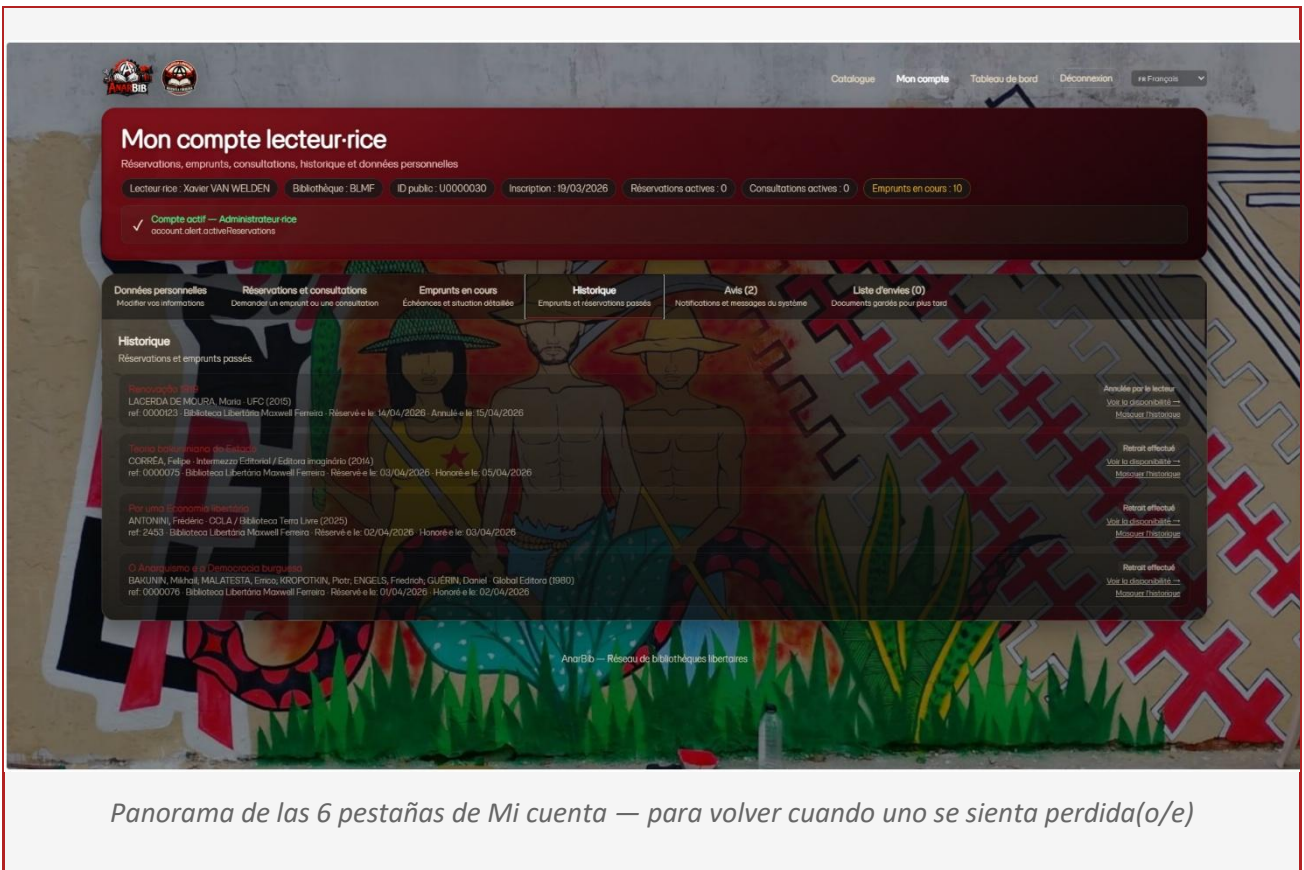 ANARBIB
Catalogue
Mon compte
Tableau de bord
Déconnexion
FR Français
Mon compte lecteur·rice
Réservations, emprunts, consultations, historique et données personnelles
Lecteur·rice : Xavier VAN WELDEN
Bibliothèque : BLMF
ID public : U0000030
Inscription : 19/03/2026
Réservations actives : 0
Consultations actives : 0
Emprunts en cours : 10
✓ Compte actif — Administrateur·rice
account.alert.activeReservations
Données personnelles
Modifier vos informations
Réservations et consultations
Demander un emprunt ou une consultation
Emprunts en cours
Échéances et situation détaillée
Historique
Emprunts et réservations passés
Avis (2)
Notifications et messages du système
Liste d'envies (0)
Documents gardés pour plus tard
Historique
Réservations et emprunts passés.
LACERDA DE MOURA, Maria · UFC (2015)
ref: 0000123 · Biblioteca Libertária Maxwell Ferreira · Réservé·e le: 14/04/2026 · Annulé·e le: 15/04/2026
Annulée par le lecteur
Voir la disponibilité →
Masquer l'historique
Teoria bakuniniana do Estado
CORRÊA, Felipe · Intermezzo Editorial / Editora Imaginário (2014)
ref: 0000075 · Biblioteca Libertária Maxwell Ferreira · Réservé·e le: 03/04/2026 · Honoré·e le: 05/04/2026
Retrait effectué
Voir la disponibilité →
Masquer l'historique
Por uma Economia libertária
ANTONINI, Frédéric · CCLA / Biblioteca Terra Livre (2025)
ref: 2453 · Biblioteca Libertária Maxwell Ferreira · Réservé·e le: 02/04/2026 · Honoré·e le: 03/04/2026
Retrait effectué
Voir la disponibilité →
Masquer l'historique
O Anarquismo e a Democracia burguesa
BAKUNIN, Mikhail, MALATESTA, Errico, KROPOTKIN, Piotr, ENGELS, Friedrich, GUÉRIN, Daniel · Global Editora (1980)
ref: 0000076 · Biblioteca Libertária Maxwell Ferreira · Réservé·e le: 01/04/2026 · Honoré·e le: 02/04/2026
Retrait effectué
Voir la disponibilité →
Masquer l'historique
AnarBib — Réseau de bibliothèques libertaires
Panorama de las 6 pestañas de Mi cuenta — para volver cuando uno se sienta perdida(o/e)